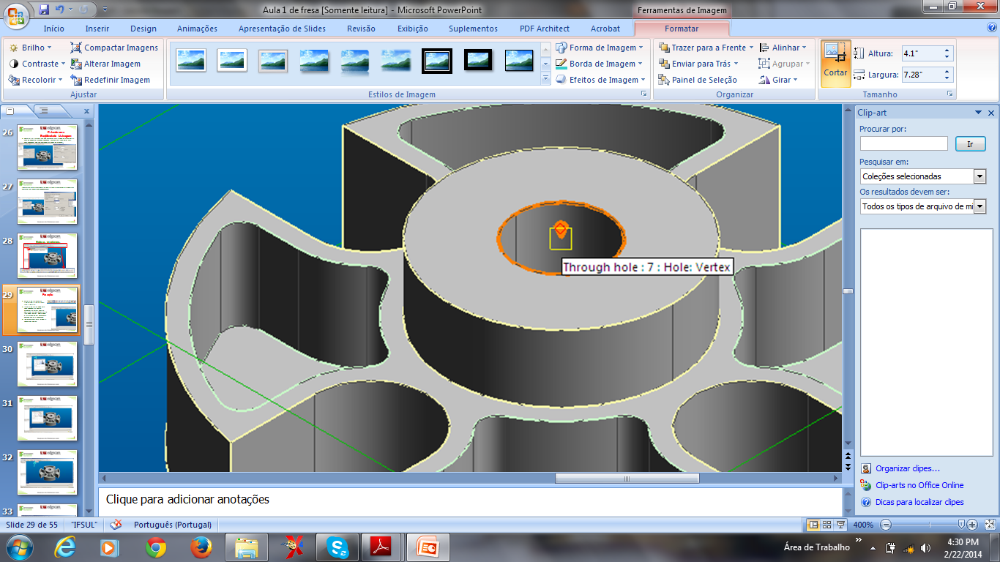 Aula 1 de fresa [Somente leitura] - Microsoft PowerPoint
Ferramentas de Imagem
Início Inserir Design Animações Apresentação de Slides Revisão Exibição Suplementos PDF Architect Acrobat Formatar
Brilho
Contraste
Recolorir
Compactar Imagens
Alterar Imagem
Redefinir Imagem
Ajustar
Estilos de Imagem
Forma de Imagem
Borda de Imagem
Efeitos de Imagem
Trazer para a Frente
Enviar para Trás
Painel de Seleção
Alinhar
Agrupar
Girar
Organizar
Cortar
Altura: 4.1"
Largura: 7.28"
Tamanho
26
27
28
29
30
31
32
33
Through hole : 7 : Hole: Vertex
Clique para adicionar anotações
Clip-art
Procurar por:
Ir
Pesquisar em:
Coleções selecionadas
Os resultados devem ser:
Todos os tipos de arquivo de mi
Organizar clipes...
Clip-arts no Office Online
Dicas para localizar clipes
Slide 29 de 55 "IFSUL" Português (Portugal) 400%
Área de Trabalho
4:30 PM
2/22/2014